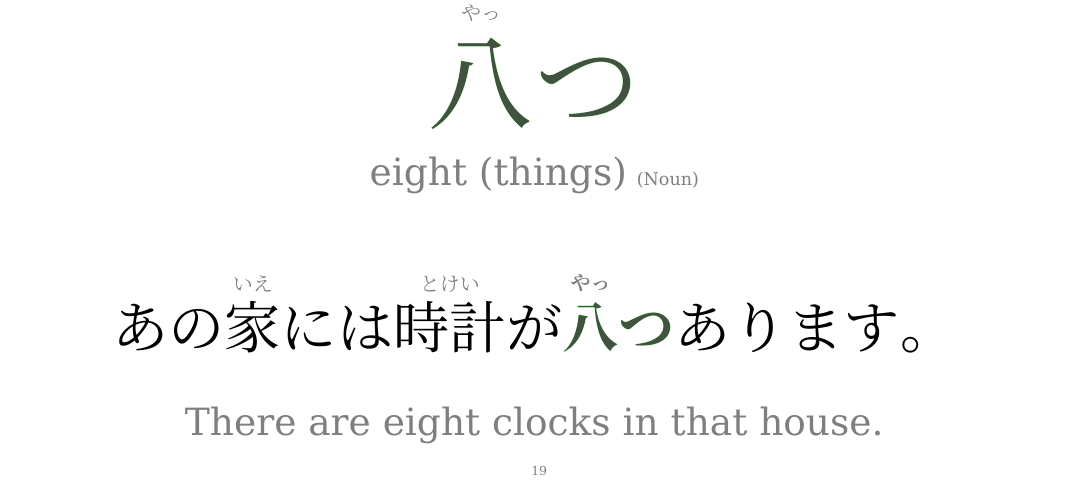 やっ
八つ
eight (things) (Noun)
いえ とけい やっ
あの家には時計が八つあります。
There are eight clocks in that house.
19